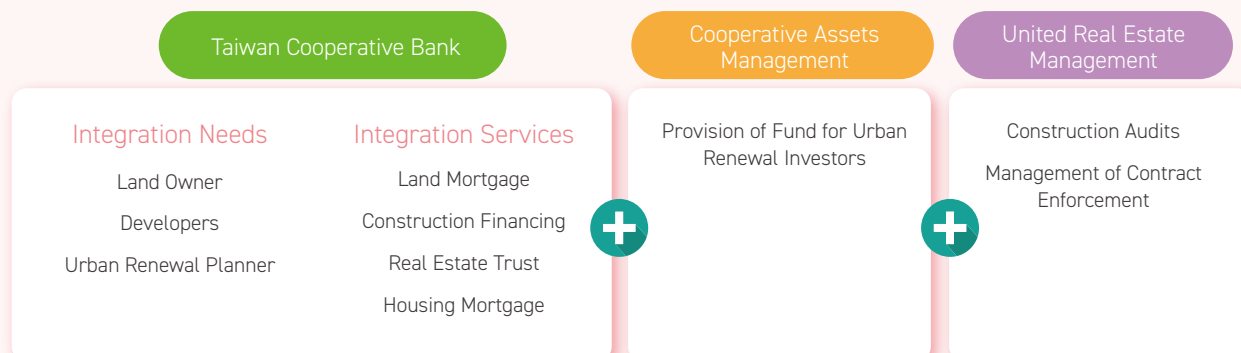 Taiwan Cooperative Bank
Integration Needs
Land Owner
Developers
Urban Renewal Planner
Integration Services
Land Mortgage
Construction Financing
Real Estate Trust
Housing Mortgage
Cooperative Assets
Management
Provision of Fund for Urban
Renewal Investors
United Real Estate
Management
Construction Audits
Management of Contract
Enforcement